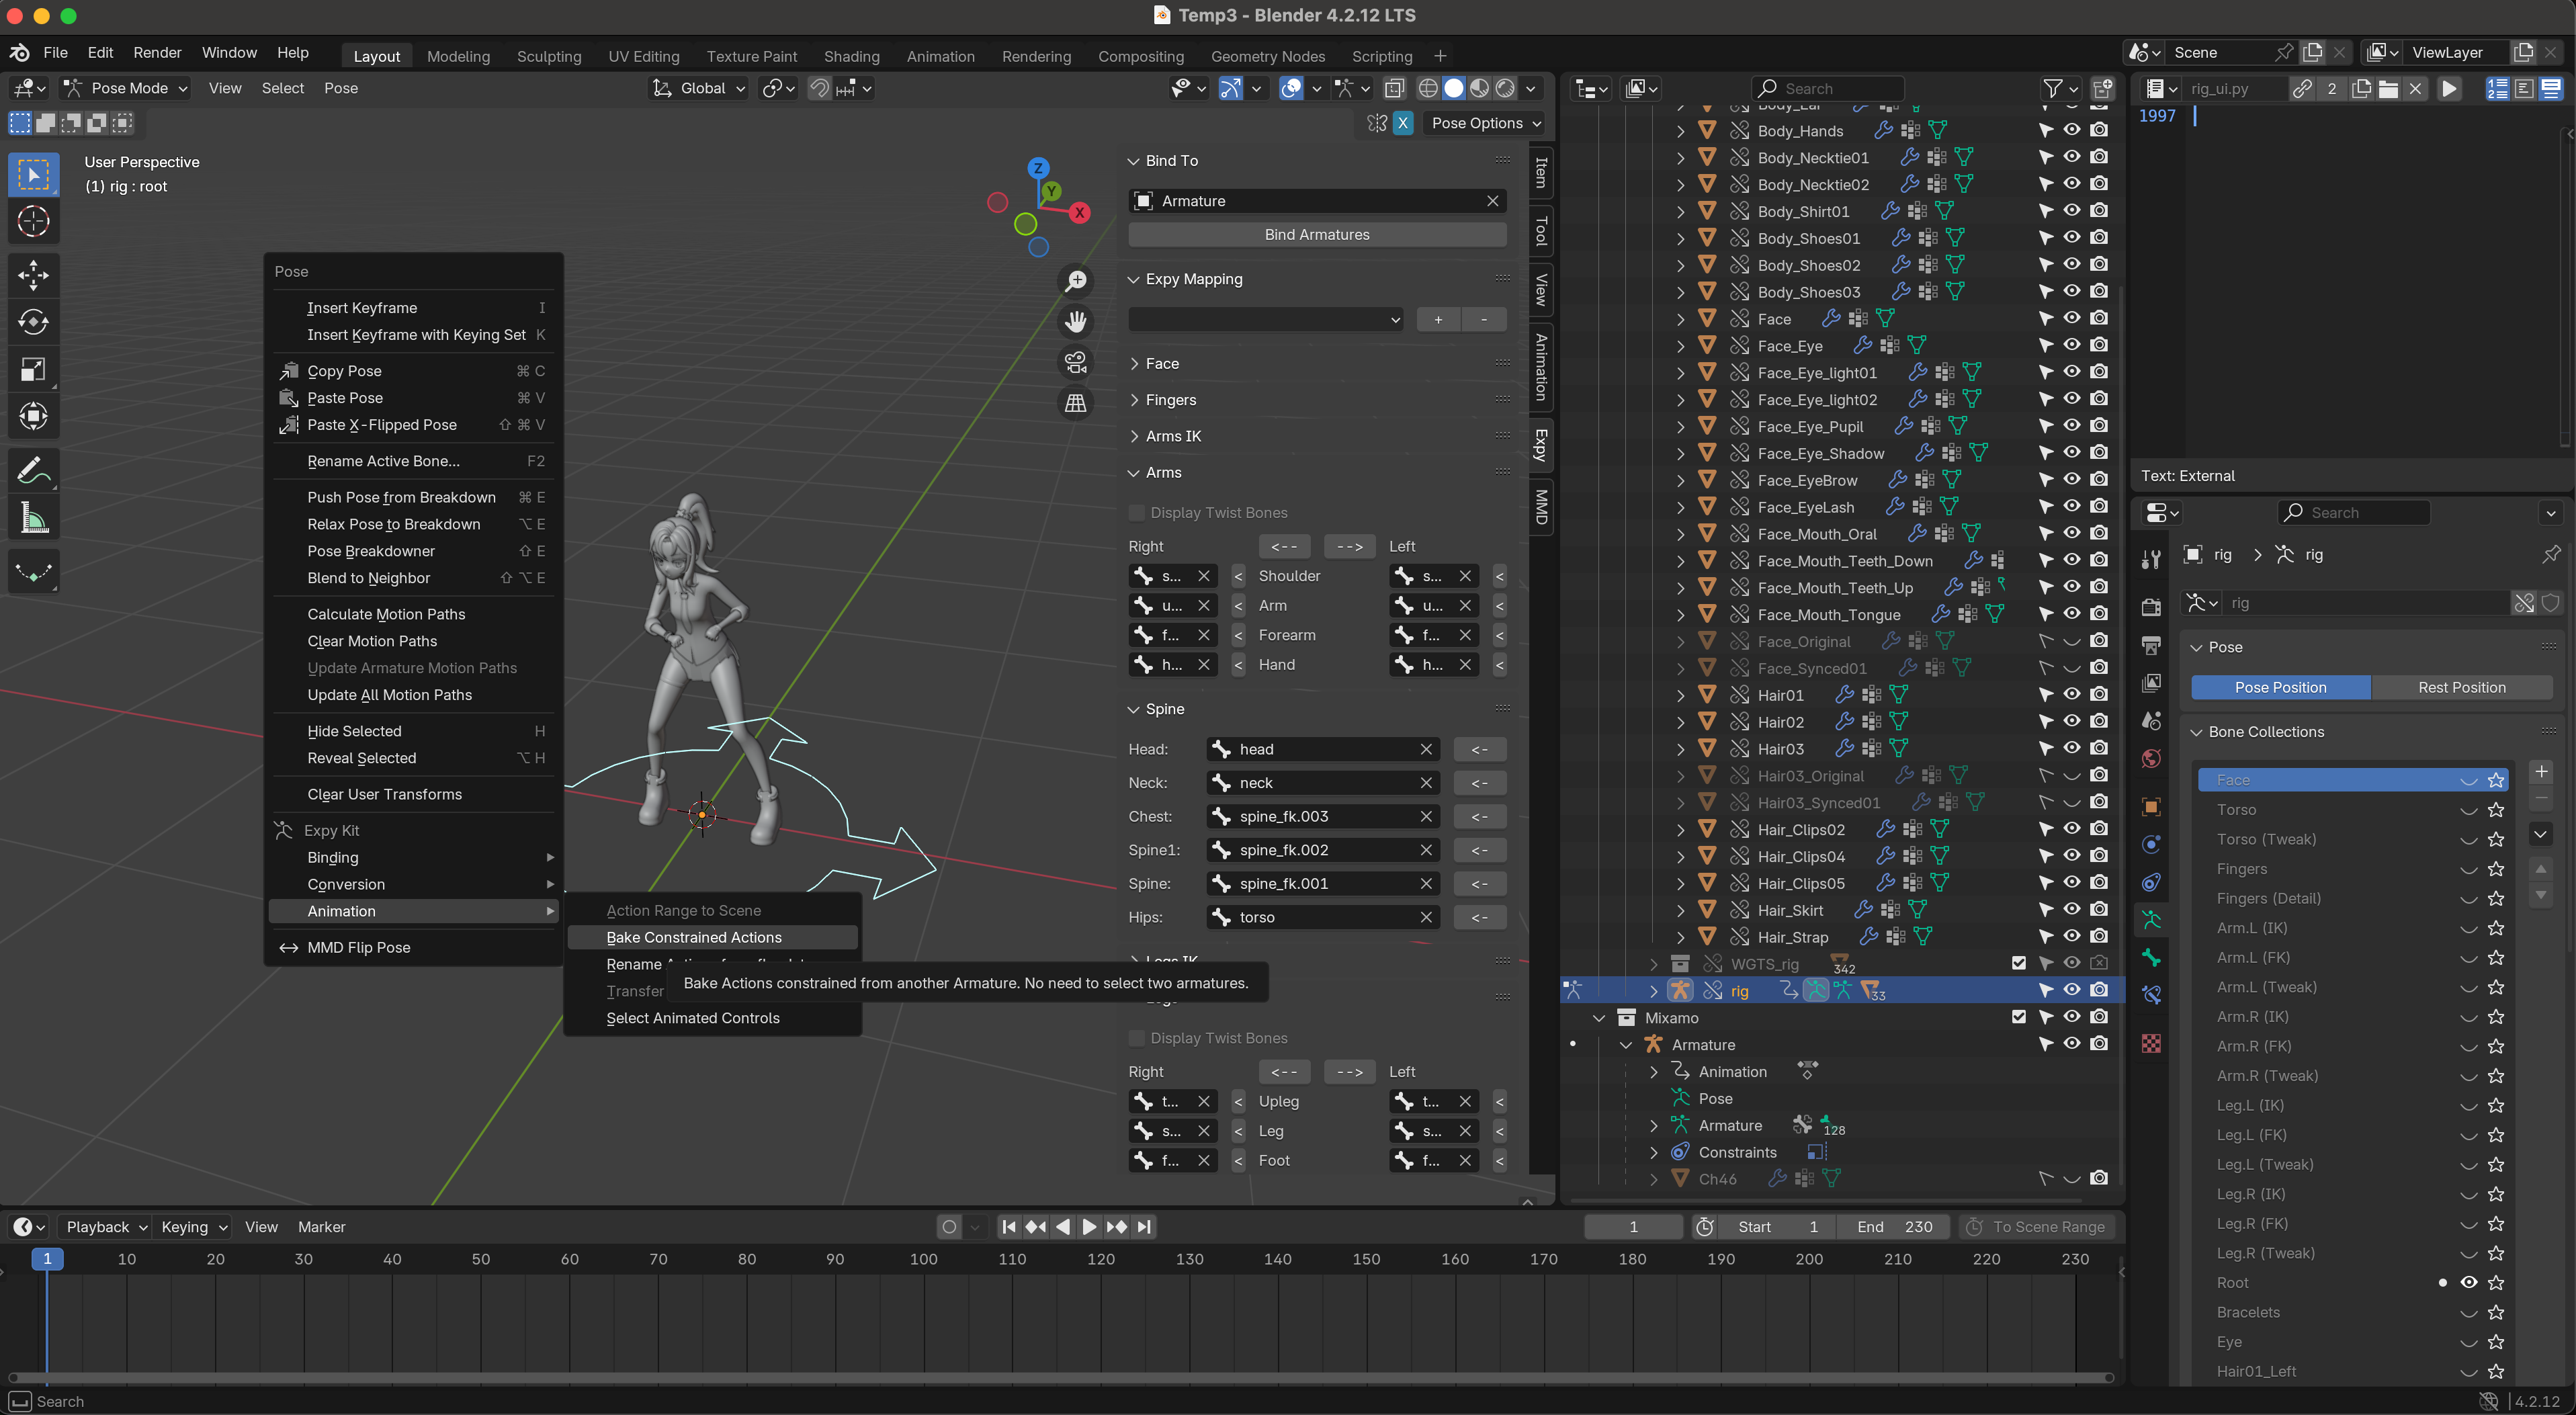 Temp3 - Blender 4.2.12 LTS
File Edit Render Window Help
Layout Modeling Sculpting UV Editing Texture Paint Shading Animation Rendering Compositing Geometry Nodes Scripting +
Scene
ViewLayer
Pose Mode View Select Pose
Global
X Pose Options
User Perspective
(1) rig : root
Z
Y
X
Pose
Insert Keyframe I
Insert Keyframe with Keying Set K
Copy Pose ⌘ C
Paste Pose ⌘ V
Paste X-Flipped Pose ⇧ ⌘ V
Rename Active Bone... F2
Push Pose from Breakdown ⌘ E
Relax Pose to Breakdown ⌥ E
Pose Breakdowner ⇧ E
Blend to Neighbor ⇧ ⌥ E
Calculate Motion Paths
Clear Motion Paths
Update Armature Motion Paths
Update All Motion Paths
Hide Selected H
Reveal Selected ⌥ H
Clear User Transforms
Expy Kit
Binding
Conversion
Animation
MMD Flip Pose
Action Range to Scene
Bake Constrained Actions
Rename
Transfer
Select Animated Controls
Bake Actions constrained from another Armature. No need to select two armatures.
Bind To
Armature
Bind Armatures
Expy Mapping
+ -
Face
Fingers
Arms IK
Arms
Display Twist Bones
Right <-- --> Left
s... < Shoulder s... <
u... < Arm u... <
f... < Forearm f... <
h... < Hand h... <
Spine
Head: head <-
Neck: neck <-
Chest: spine_fk.003 <-
Spine1: spine_fk.002 <-
Spine: spine_fk.001 <-
Hips: torso <-
Display Twist Bones
Right <-- --> Left
t... < Upleg t... <
s... < Leg s... <
f... < Foot f... <
Item
Tool
View
Animation
Expy
MMD
Search
Body_Ear
Body_Hands
Body_Necktie01
Body_Necktie02
Body_Shirt01
Body_Shoes01
Body_Shoes02
Body_Shoes03
Face
Face_Eye
Face_Eye_light01
Face_Eye_light02
Face_Eye_Pupil
Face_Eye_Shadow
Face_EyeBrow
Face_EyeLash
Face_Mouth_Oral
Face_Mouth_Teeth_Down
Face_Mouth_Teeth_Up
Face_Mouth_Tongue
Face_Original
Face_Synced01
Hair01
Hair02
Hair03
Hair03_Original
Hair03_Synced01
Hair_Clips02
Hair_Clips04
Hair_Clips05
Hair_Skirt
Hair_Strap
WGTS_rig 342
rig 33
Mixamo
Armature
Animation
Pose
Armature 128
Constraints
Ch46
rig_ui.py 2
1997
Text: External
Search
rig > rig
rig
Pose
Pose Position Rest Position
Bone Collections
Face
Torso
Torso (Tweak)
Fingers
Fingers (Detail)
Arm.L (IK)
Arm.L (FK)
Arm.L (Tweak)
Arm.R (IK)
Arm.R (FK)
Arm.R (Tweak)
Leg.L (IK)
Leg.L (FK)
Leg.L (Tweak)
Leg.R (IK)
Leg.R (FK)
Leg.R (Tweak)
Root
Bracelets
Eye
Hair01_Left
Playback Keying View Marker
1 Start 1 End 230 To Scene Range
1 10 20 30 40 50 60 70 80 90 100 110 120 130 140 150 160 170 180 190 200 210 220 230
Search
4.2.12